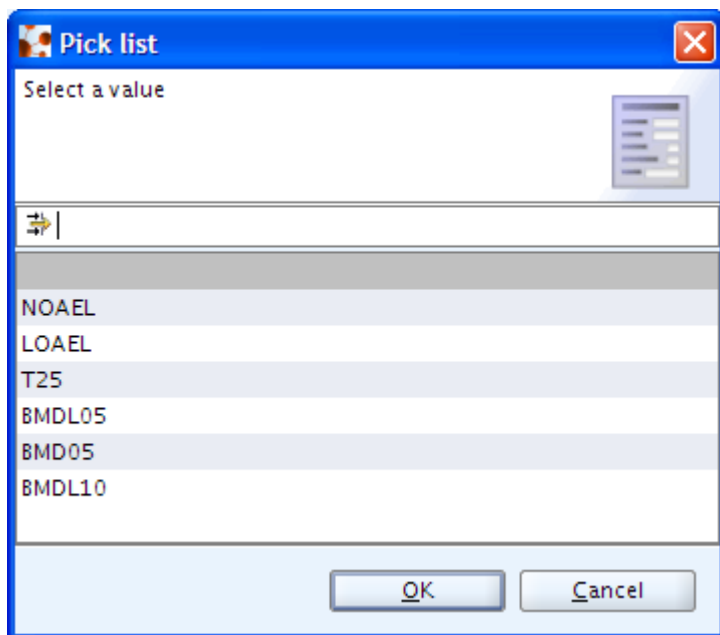 Pick list
Select a value
NOAEL
LOAEL
T25
BMDL05
BMD05
BMDL10
OK Cancel